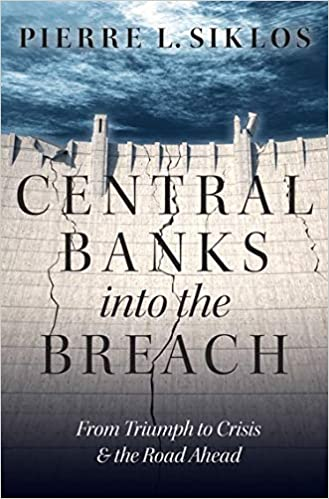 PIERRE L. SIKLOS
CENTRAL
BANKS
into the
BREACH
From Triumph to Crisis
& the Road Ahead